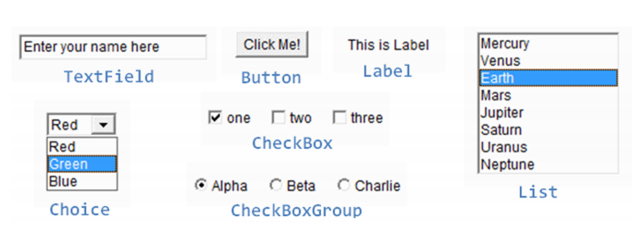 Enter your name here
TextField
Click Me!
Button
This is Label
Label
Mercury
Venus
Earth
Mars
Jupiter
Saturn
Uranus
Neptune
List
Red
Red
Green
Blue
Choice
one two three
CheckBox
Alpha Beta Charlie
CheckBoxGroup